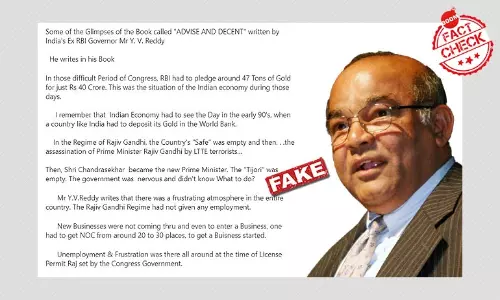 Some of the Glimpses of the Book called "ADVISE AND DECENT" written by
India's Ex RBI Governor Mr Y. V. Reddy
He writes in his Book
In those difficult Period of Congress, RBI had to pledge around 47 Tons of Gold
for just Rs 40 Crore. This was the situation of the Indian economy during those
days.
I remember that Indian Economy had to see the Day in the early 90's, when
a country like India had to deposit its Gold in the World Bank.
In the Regime of Rajiv Gandhi, the Country's "Safe" was empty and then. . .the
assassination of Prime Minister Rajiv Gandhi by LTTE terrorists...
Then, Shri Chandrasekhar became the new Prime Minister. The "Tijori" was
empty. The government was nervous and didn't know What to do?
Mr Y.V.Reddy writes that there was a frustrating atmosphere in the entire
country. The Rajiv Gandhi Regime had not given any employment.
New Businesses were not coming thru and even to enter a Buisness, one
had to get NOC from around 20 to 30 places, to get a Buisness started.
Unemployment & Frustration was there all around at the time of License
Permit Raj set by the Congress Government.
FAKE
BOOM
FACT
CHECK